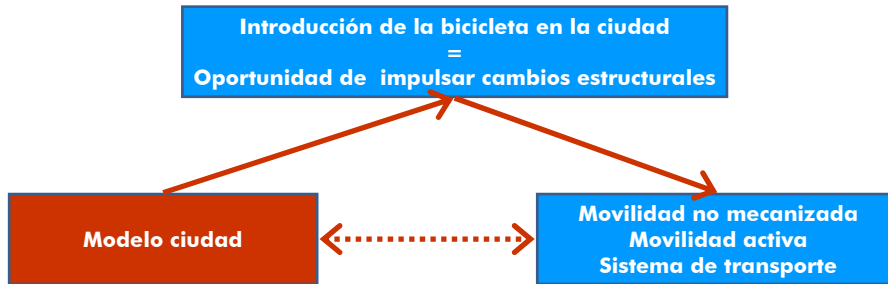 Introducción de la bicicleta en la ciudad
=
Oportunidad de impulsar cambios estructurales
Modelo ciudad
Movilidad no mecanizada
Movilidad activa
Sistema de transporte